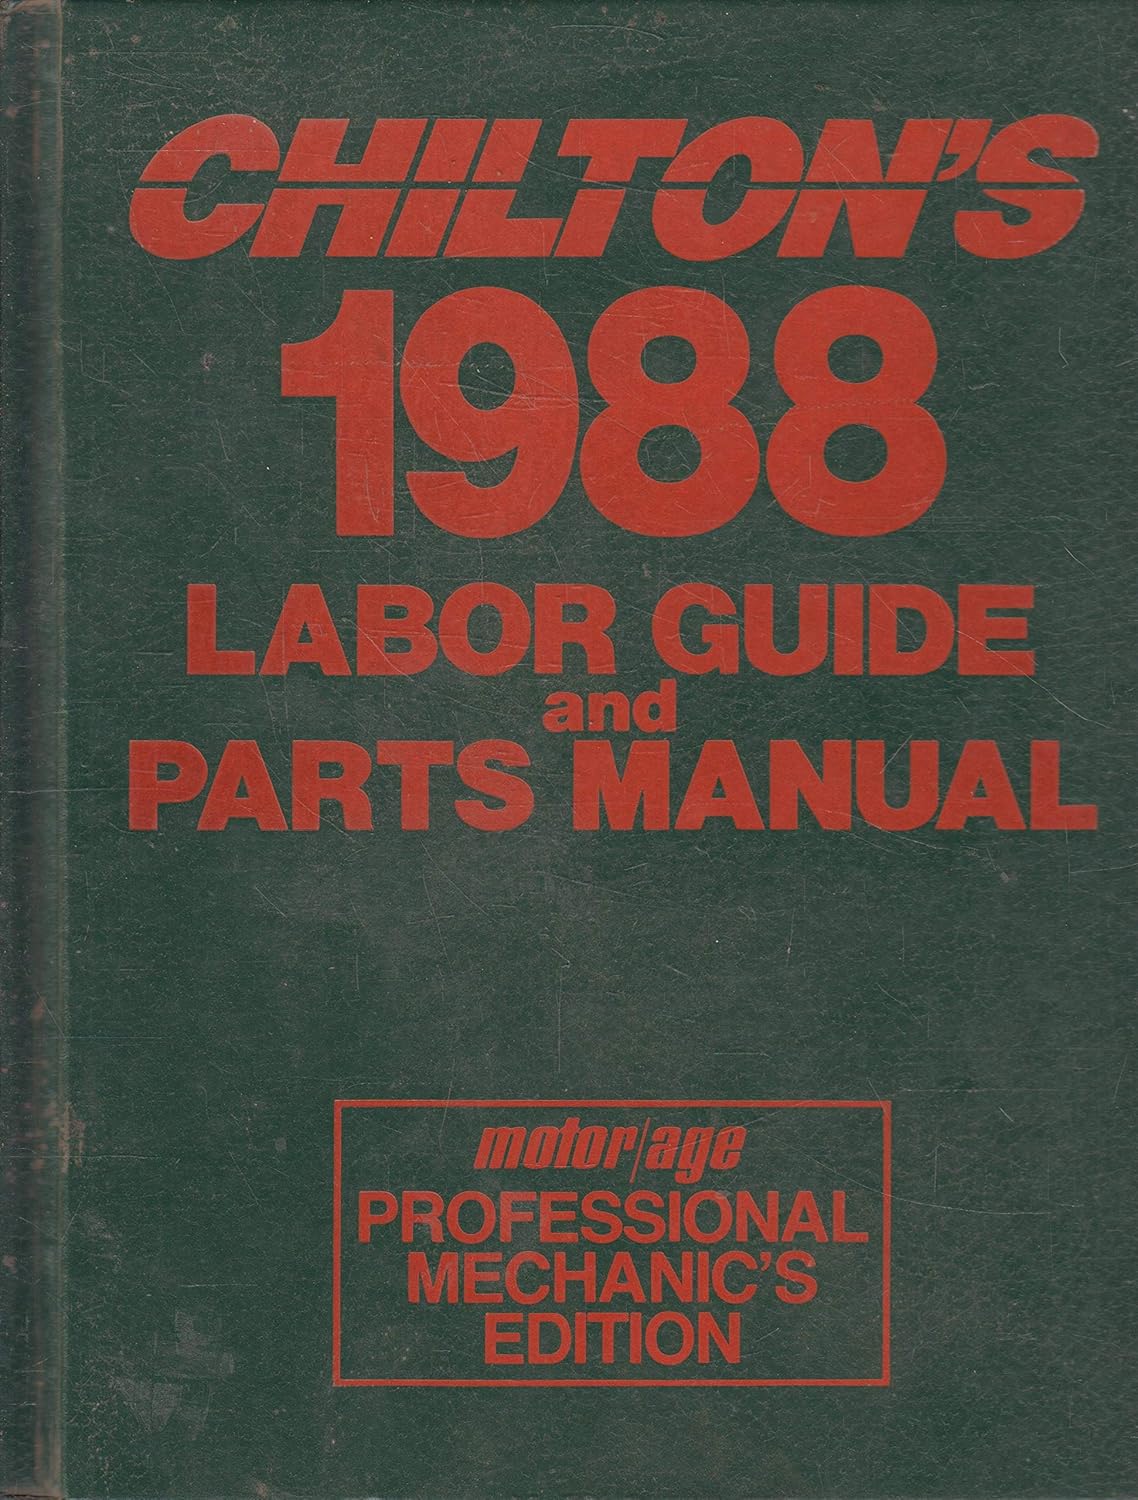 CHILTON'S
1988
LABOR GUIDE
and
PARTS MANUAL
motor/age
PROFESSIONAL
MECHANIC'S
EDITION